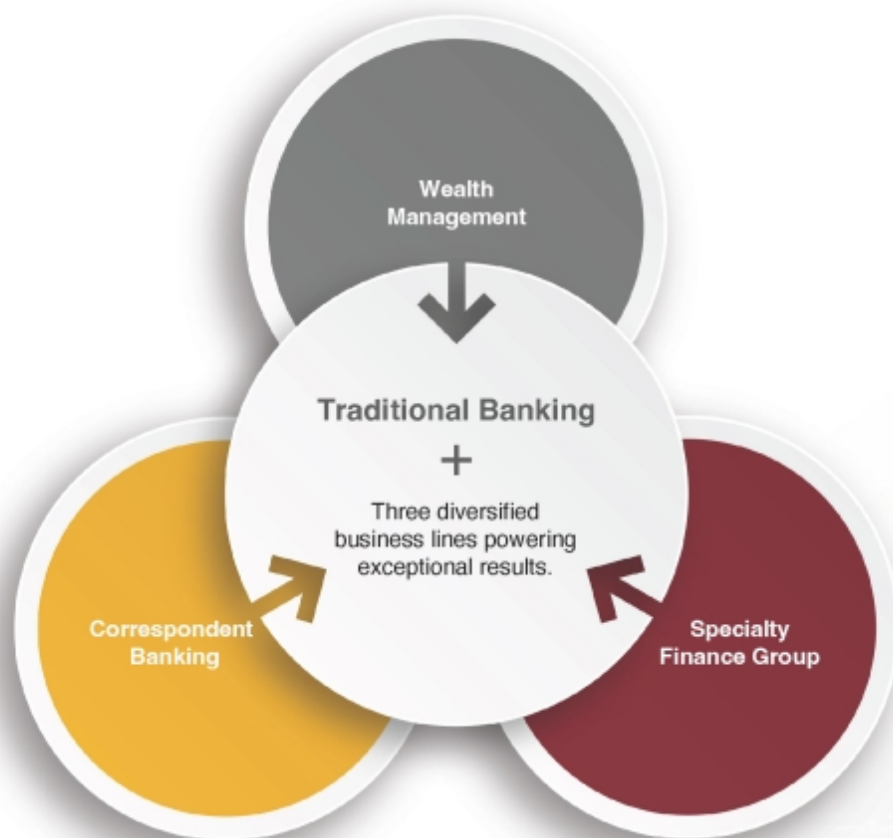 Wealth
Management
Traditional Banking
+
Three diversified
business lines powering
exceptional results.
Correspondent
Banking
Specialty
Finance Group